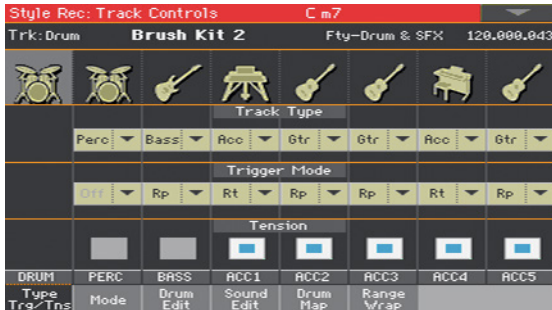 Style Rec: Track Controls C m7
Trk:Drum Brush Kit 2 Fty-Drum & SFX 120.000.043
Track Type
Perc Bass Acc Gtr Gtr Acc Gtr
Trigger Mode
Off Rp Rt Rp Rp Rt Rp
Tension
DRUM PERC BASS ACC1 ACC2 ACC3 ACC4 ACC5
Type Mode Drum Sound Drum Range
Trg/Tns Edit Edit Map Wrap